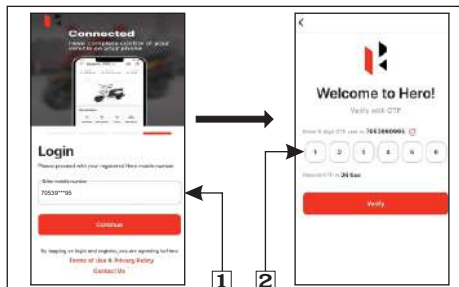 Connected
Have complete control of your
vehicle on your phone
Login
Please proceed with your registered Hero mobile number
Enter mobile number
70539***95
Continue
By tapping on login and register, you are agreeing to Hero
Terms of Use & Privacy Policy
Contact Us
1
Welcome to Hero!
Verify with OTP
Enter 6 digit OTP sent to 7053990995
1 2 3 4 5 6
Resend OTP in 26 Sec
Verify
2